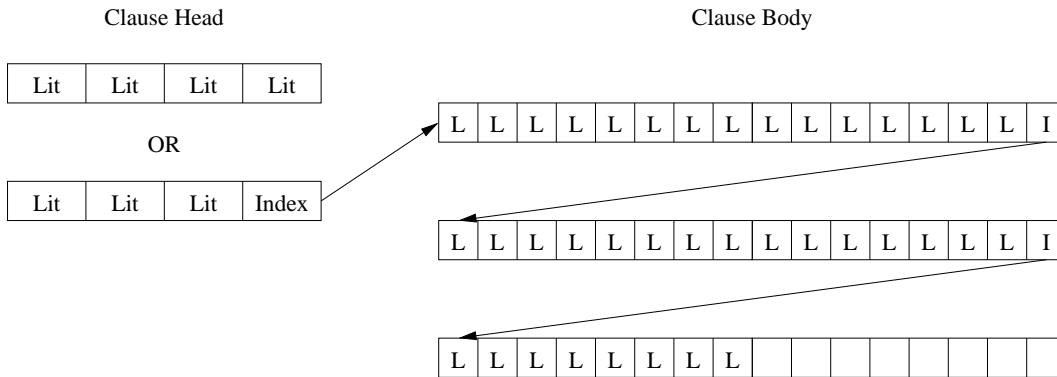 Clause Head
Clause Body
Lit Lit Lit Lit
OR
Lit Lit Lit Index
L L L L L L L L L L L L L L L I
L L L L L L L L L L L L L L L I
L L L L L L L L